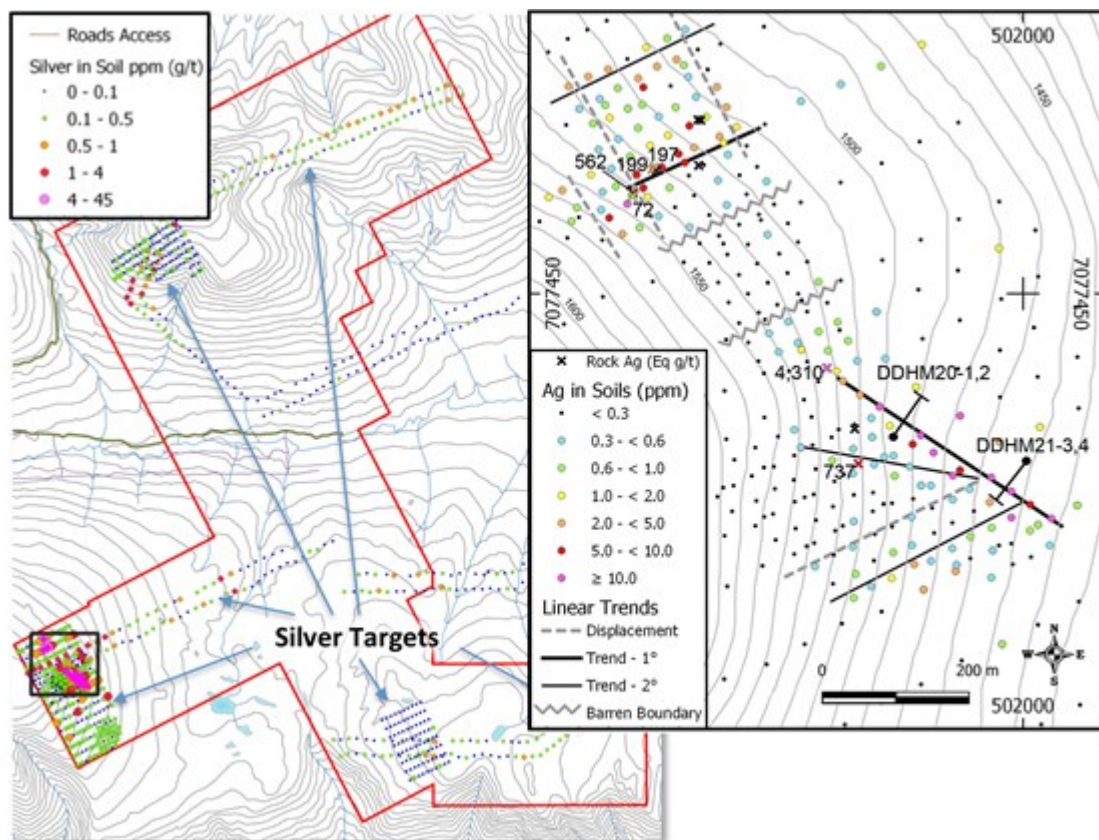 Roads Access
Silver in Soil ppm (g/t)
0 - 0.1
0.1 - 0.5
0.5 - 1
1 - 4
4 - 45
Silver Targets
502000
1450
1500
562
199
197
72
1550
1600
7077450
7077450
4,310
DDHM20-1,2
DDHM21-3,4
737
Rock Ag (Eq g/t)
Ag in Soils (ppm)
< 0.3
0.3 - < 0.6
0.6 - < 1.0
1.0 - < 2.0
2.0 - < 5.0
5.0 - < 10.0
≥ 10.0
Linear Trends
Displacement
Trend - 1°
Trend - 2°
Barren Boundary
N
W E
S
0 200 m
502000